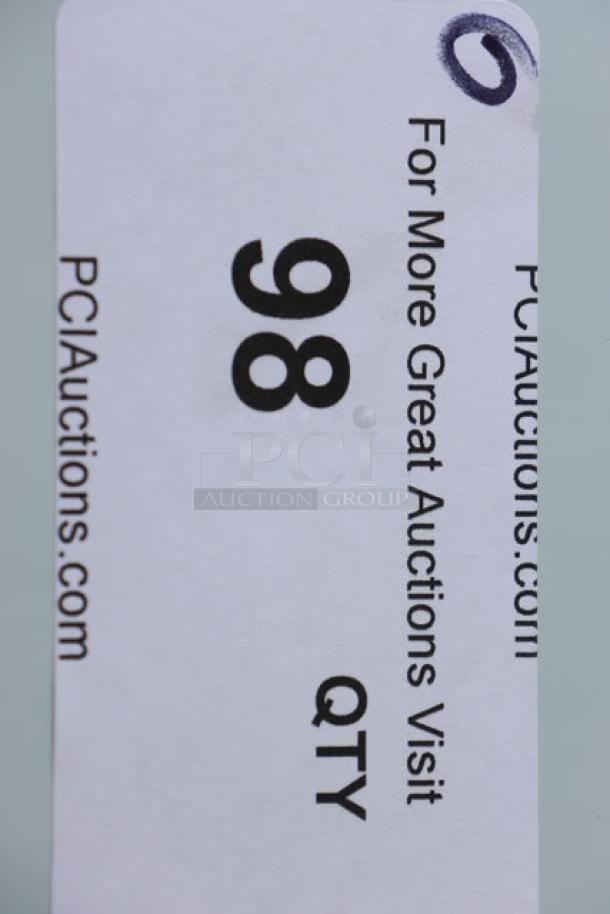 PCIAuctions.com
For More Great Auctions Visit
98
QTY
PCIAuctions.com
PCi
AUCTION GROUP